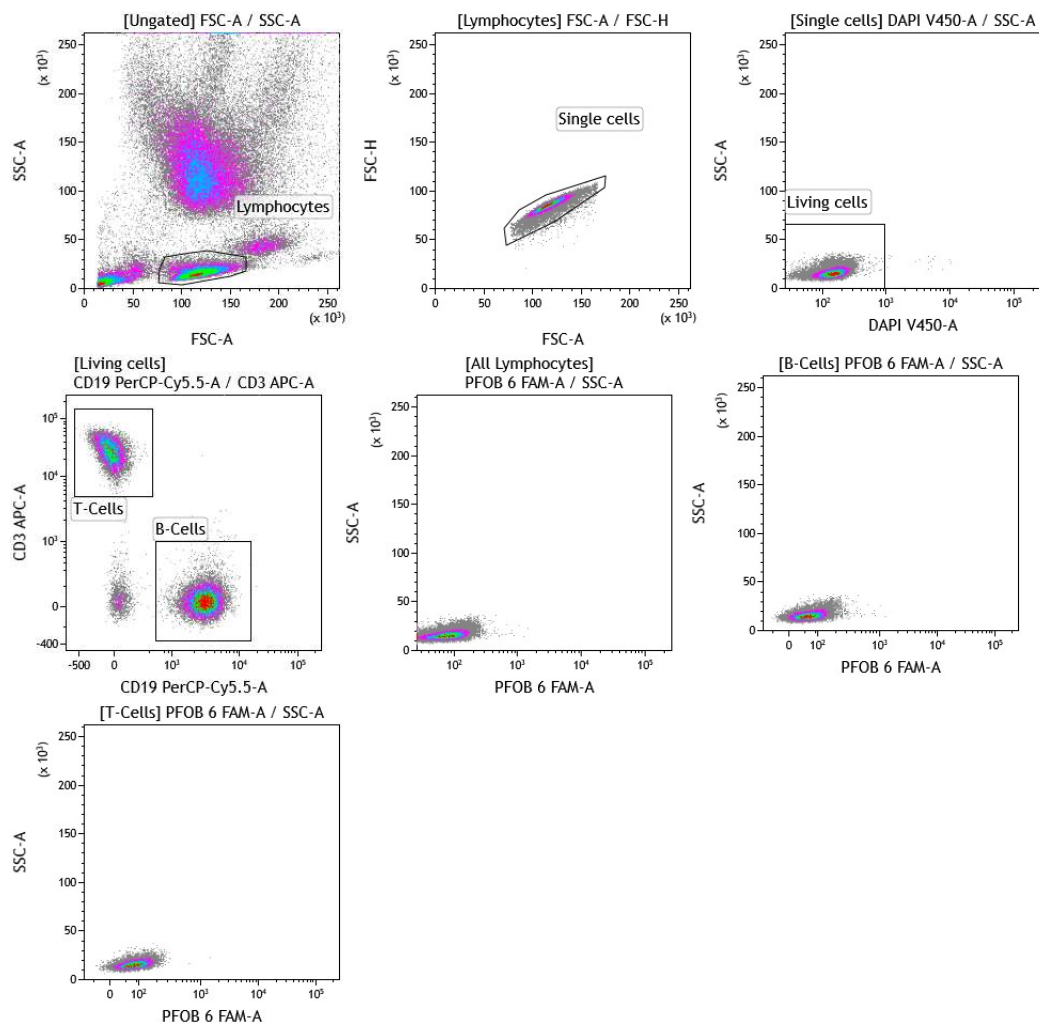 [Ungated] FSC-A / SSC-A
(x 10³)
250
200
150
100
50
0
SSC-A
Lymphocytes
0 50 100 150 200 250
(x 10³)
FSC-A
[Lymphocytes] FSC-A / FSC-H
(x 10³)
250
200
150
100
50
0
FSC-H
Single cells
0 50 100 150 200 250
(x 10³)
FSC-A
[Single cells] DAPI V450-A / SSC-A
(x 10³)
250
200
150
100
50
0
SSC-A
Living cells
10² 10³ 10⁴ 10⁵
DAPI V450-A
[Living cells]
CD19 PerCP-Cy5.5-A / CD3 APC-A
10⁵
10⁴
10³
0
-400
CD3 APC-A
T-Cells
B-Cells
-500 0 10³ 10⁴ 10⁵
CD19 PerCP-Cy5.5-A
[All Lymphocytes]
PFOB 6 FAM-A / SSC-A
(x 10³)
250
200
150
100
50
0
SSC-A
10² 10³ 10⁴ 10⁵
PFOB 6 FAM-A
[B-Cells] PFOB 6 FAM-A / SSC-A
(x 10³)
250
200
150
100
50
0
SSC-A
0 10² 10³ 10⁴ 10⁵
PFOB 6 FAM-A
[T-Cells] PFOB 6 FAM-A / SSC-A
(x 10³)
250
200
150
100
50
0
SSC-A
0 10² 10³ 10⁴ 10⁵
PFOB 6 FAM-A